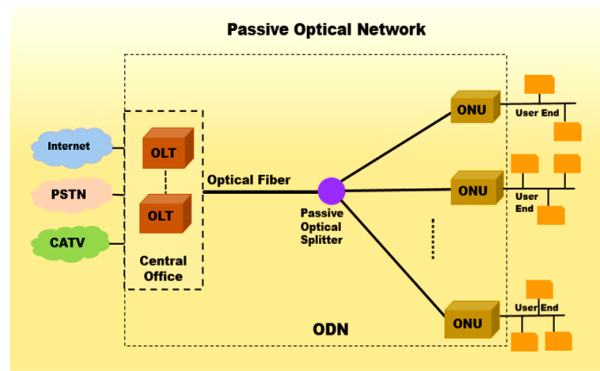 Passive Optical Network
Internet
PSTN
CATV
OLT
OLT
Central
Office
Optical Fiber
Passive
Optical
Splitter
ONU
User End
ONU
User
End
ONU
User End
ODN